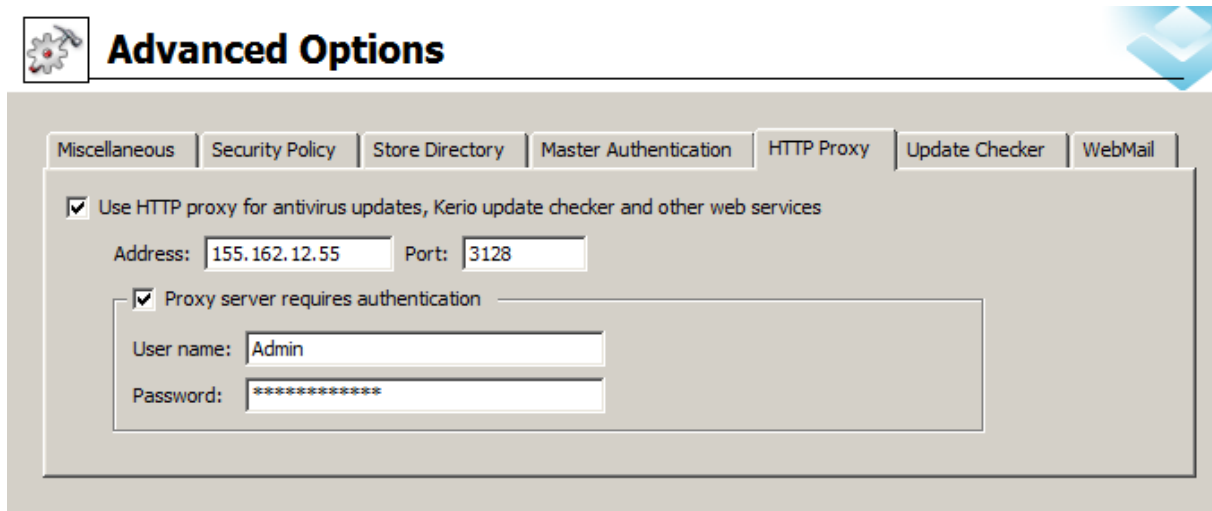 Advanced Options
Miscellaneous Security Policy Store Directory Master Authentication HTTP Proxy Update Checker WebMail
Use HTTP proxy for antivirus updates, Kerio update checker and other web services
Address: 155.162.12.55 Port: 3128
Proxy server requires authentication
User name: Admin
Password: ************